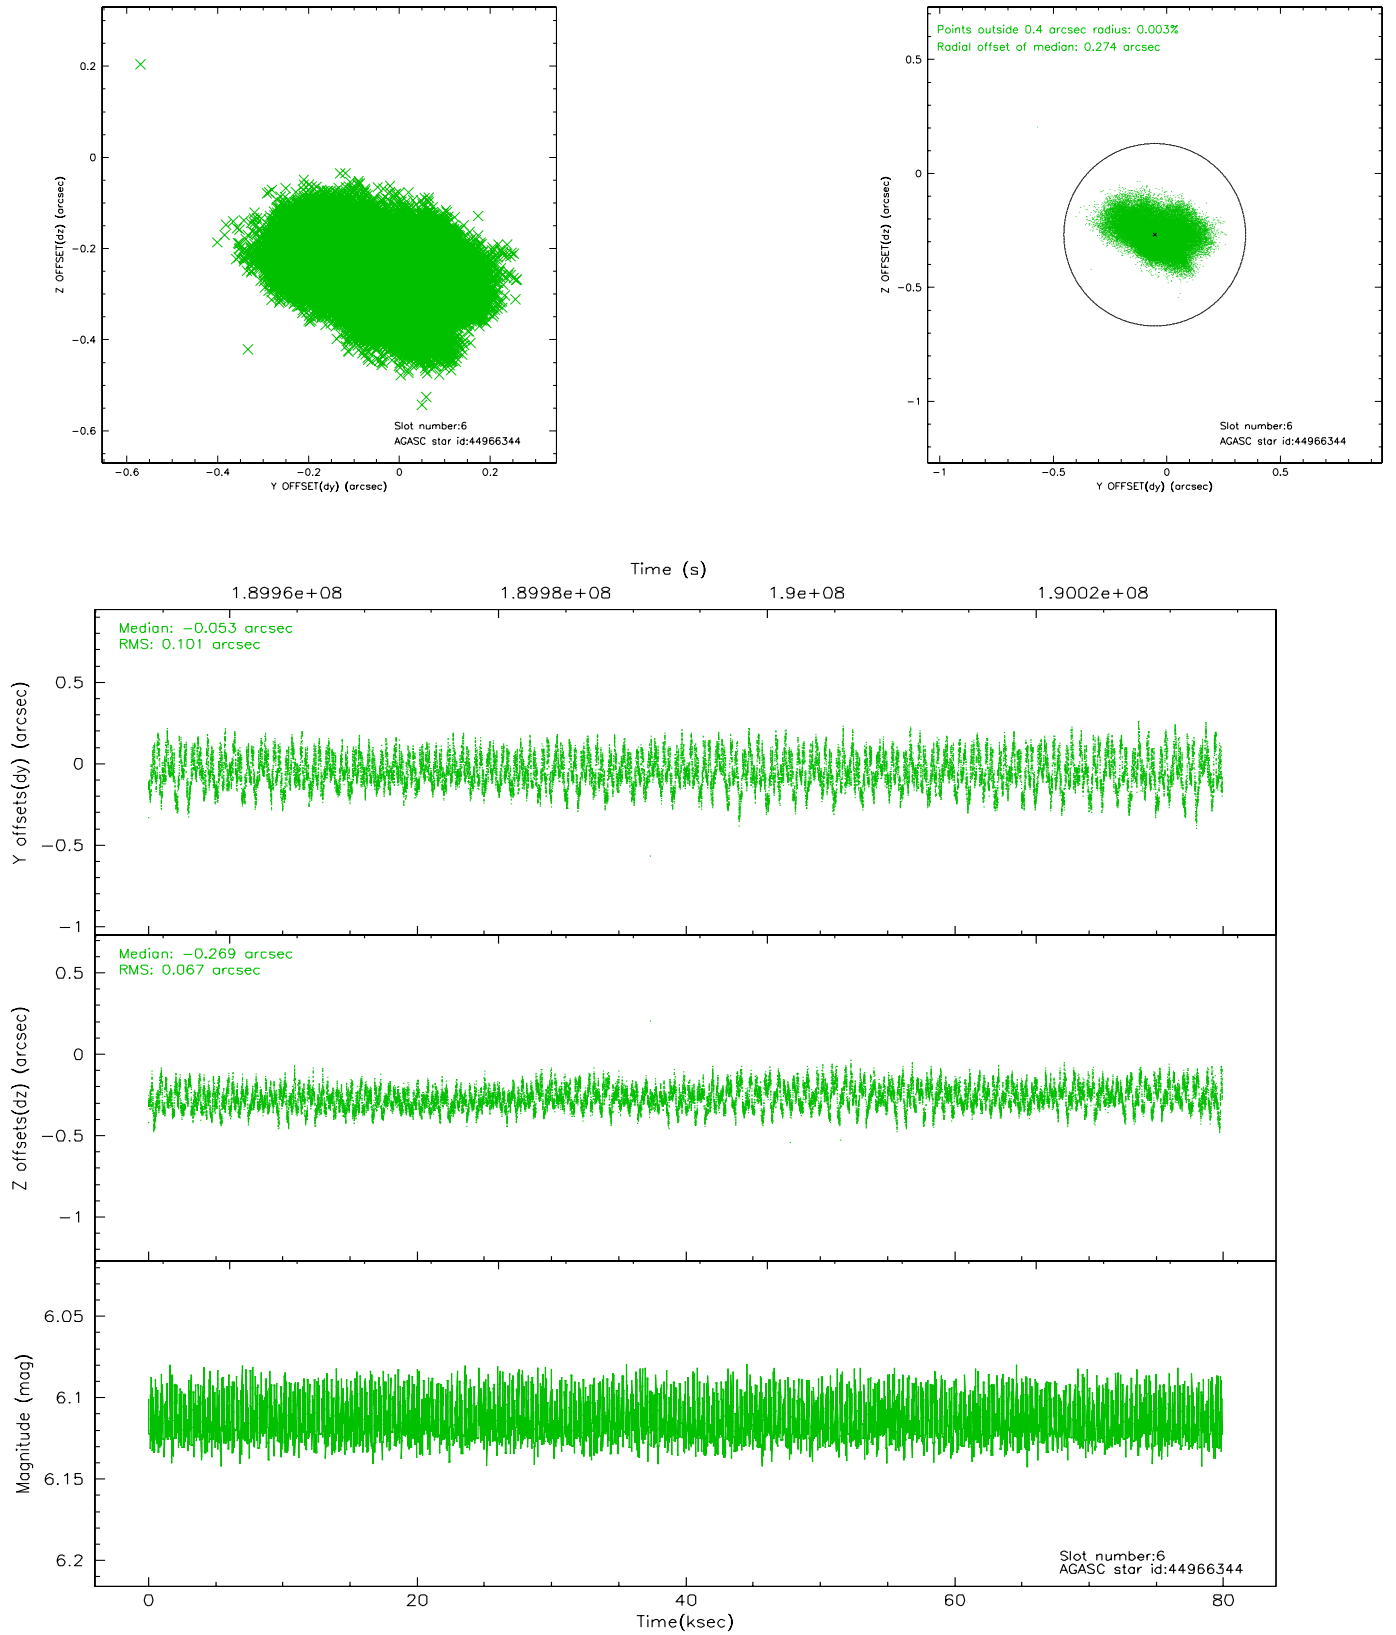 0.2
0
−0.2
−0.4
−0.6
Z OFFSET(dz) (arcsec)
−0.6 −0.4 −0.2 0 0.2
Y OFFSET(dy) (arcsec)
Slot number:6
AGASC star id:44966344
Points outside 0.4 arcsec radius: 0.003%
Radial offset of median: 0.274 arcsec
0.5
0
−0.5
−1
Z OFFSET(dz) (arcsec)
−1 −0.5 0 0.5
Y OFFSET(dy) (arcsec)
Slot number:6
AGASC star id:44966344
Time (s)
1.8996e+08 1.8998e+08 1.9e+08 1.9002e+08
Median: −0.053 arcsec
RMS: 0.101 arcsec
0.5
0
−0.5
−1
Y offsets(dy) (arcsec)
Median: −0.269 arcsec
RMS: 0.067 arcsec
0.5
0
−0.5
−1
Z offsets(dz) (arcsec)
6.05
6.1
6.15
6.2
Magnitude (mag)
Slot number:6
AGASC star id:44966344
0 20 40 60 80
Time(ksec)